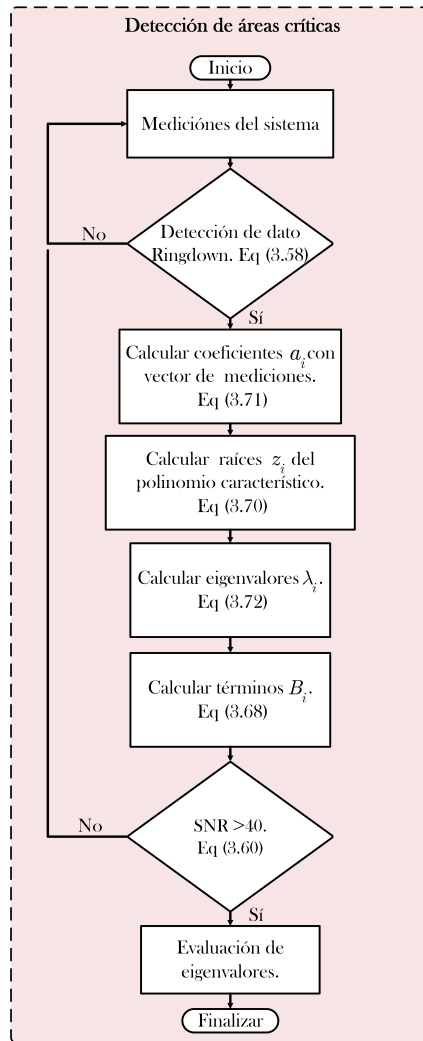 Detección de áreas críticas
Inicio
Mediciónes del sistema
No
Detección de dato
Ringdown. Eq (3.58)
Sí
Calcular coeficientes a_i con
vector de mediciones.
Eq (3.71)
Calcular raíces z_i del
polinomio característico.
Eq (3.70)
Calcular eigenvalores λ_i.
Eq (3.72)
Calcular términos B_i.
Eq (3.68)
No
SNR >40.
Eq (3.60)
Sí
Evaluación de
eigenvalores.
Finalizar